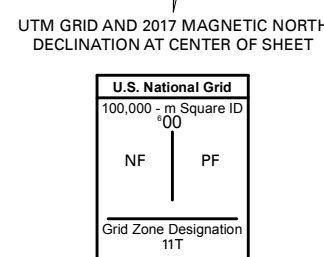 UTM GRID AND 2017 MAGNETIC NORTH
DECLINATION AT CENTER OF SHEET
U.S. National Grid
100,000 - m Square ID
⁶00
NF PF
Grid Zone Designation
11T